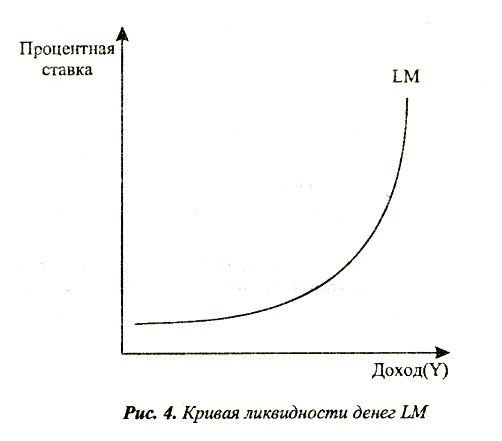 Процентная
ставка
LM
Доход(Y)
Рис. 4. Кривая ликвидности денег LM